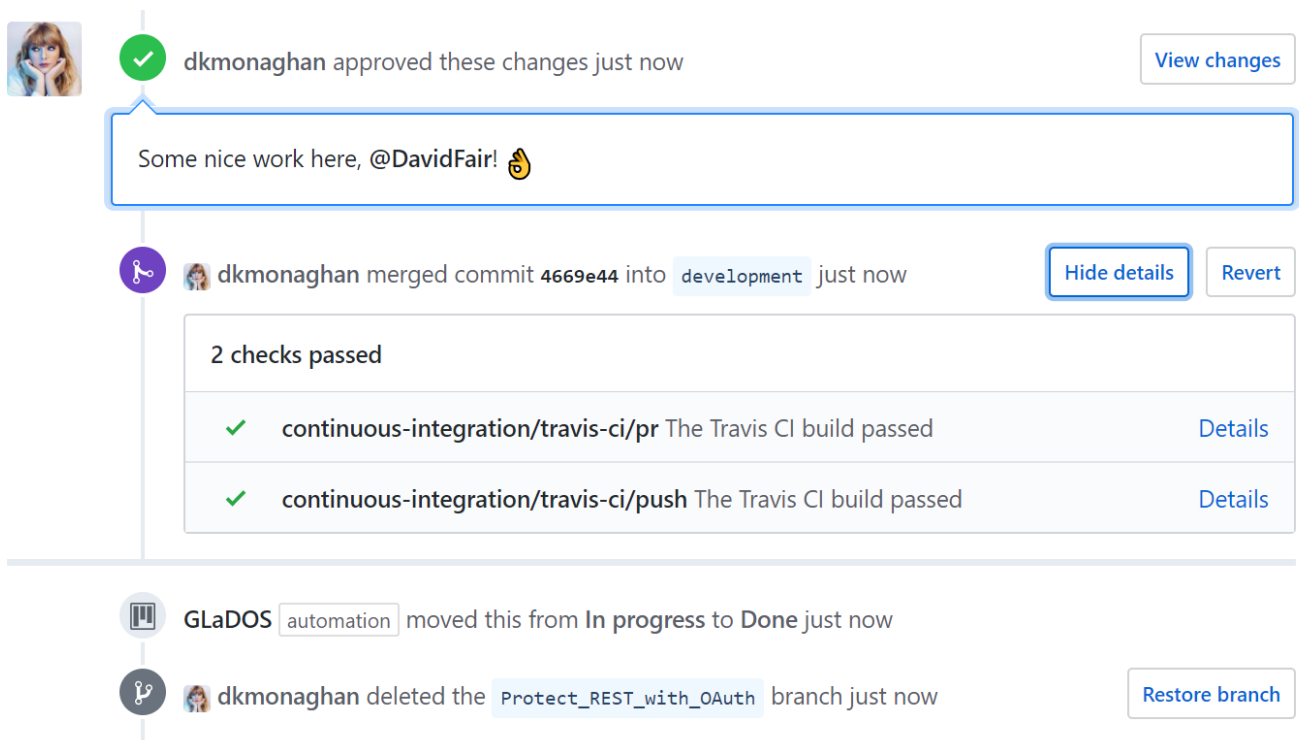 dkmonaghan approved these changes just now
View changes
Some nice work here, @DavidFair! 👌
dkmonaghan merged commit 4669e44 into development just now
Hide details
Revert
2 checks passed
continuous-integration/travis-ci/pr The Travis CI build passed
Details
continuous-integration/travis-ci/push The Travis CI build passed
Details
GLaDOS automation moved this from In progress to Done just now
dkmonaghan deleted the Protect_REST_with_OAuth branch just now
Restore branch